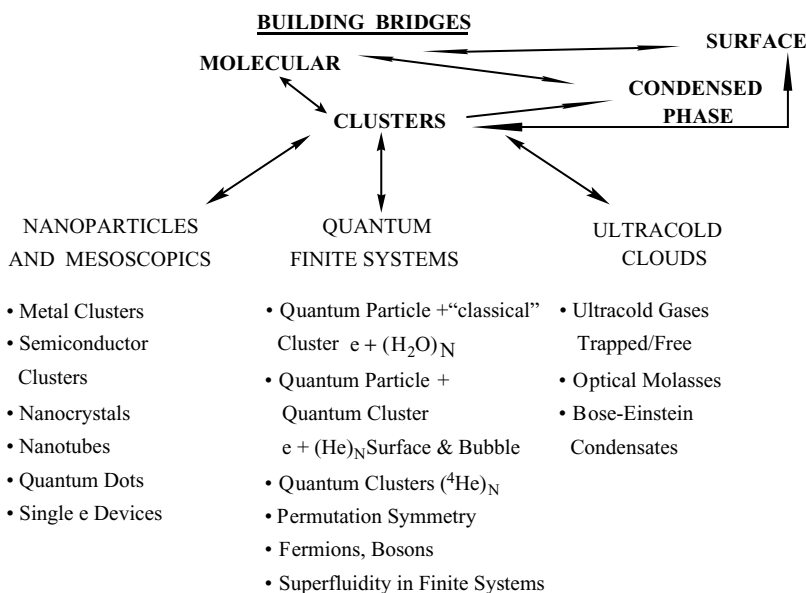 BUILDING BRIDGES
SURFACE
MOLECULAR
CONDENSED
PHASE
CLUSTERS
NANOPARTICLES
AND MESOSCOPICS
• Metal Clusters
• Semiconductor
Clusters
• Nanocrystals
• Nanotubes
• Quantum Dots
• Single e Devices
QUANTUM
FINITE SYSTEMS
• Quantum Particle +“classical”
Cluster e + (H₂O)N
• Quantum Particle +
Quantum Cluster
e + (He)NSurface & Bubble
• Quantum Clusters (⁴He)N
• Permutation Symmetry
• Fermions, Bosons
• Superfluidity in Finite Systems
ULTRACOLD
CLOUDS
• Ultracold Gases
Trapped/Free
• Optical Molasses
• Bose-Einstein
Condensates